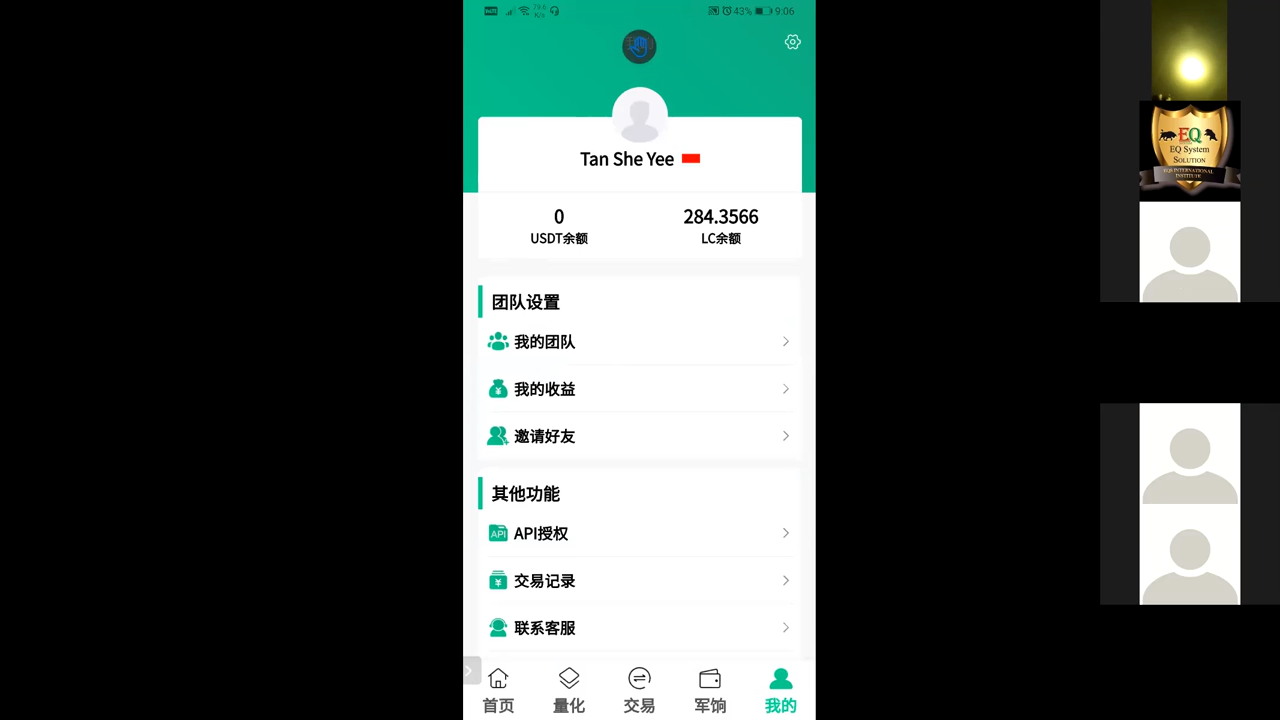 43%
9:06
Tan She Yee
0
284.3566
USDT余额
LC余额
团队设置
我的团队
我的收益
邀请好友
其他功能
API授权
交易记录
联系客服
首页
量化
交易
军饷
我的
EQ
EQ System
Solution
EQS INTERNATIONAL
INSTITUTE